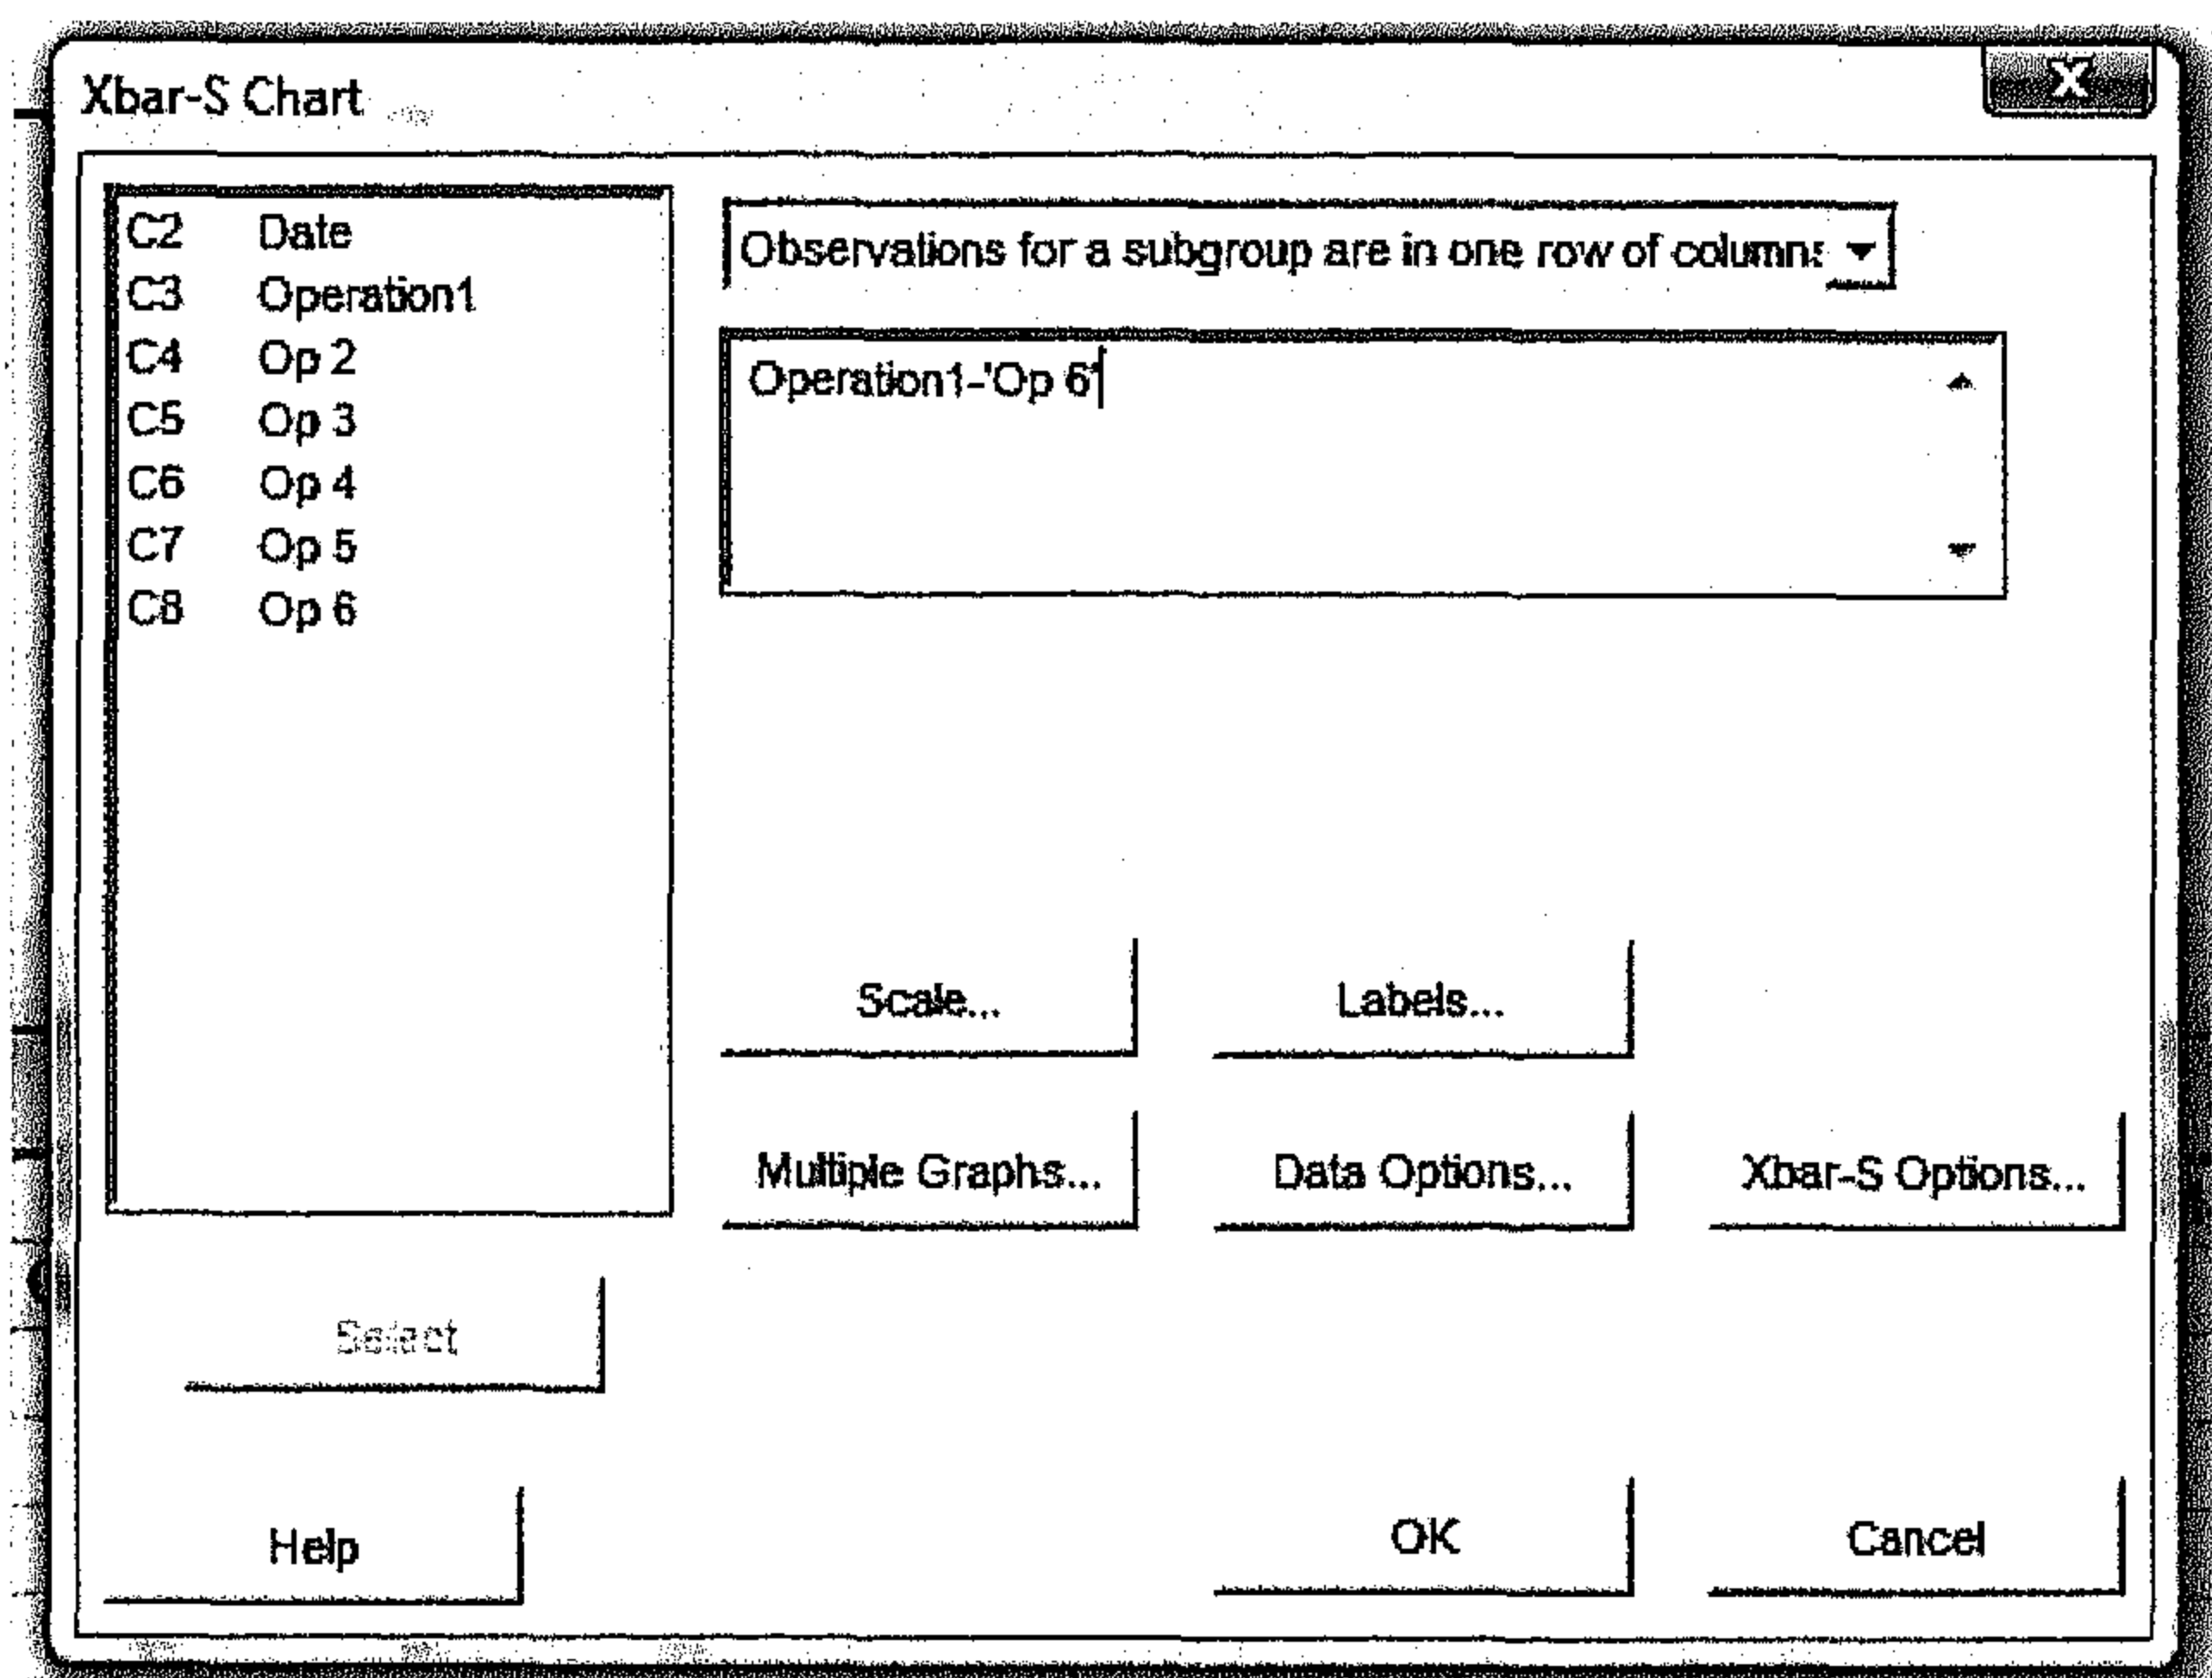 Xbar-S Chart
X
C2 Date
C3 Operation1
C4 Op 2
C5 Op 3
C6 Op 4
C7 Op 5
C8 Op 6
Observations for a subgroup are in one row of columns
Operation1-'Op 6'
Scale...
Labels...
Multiple Graphs...
Data Options...
Xbar-S Options...
Select
Help
OK
Cancel